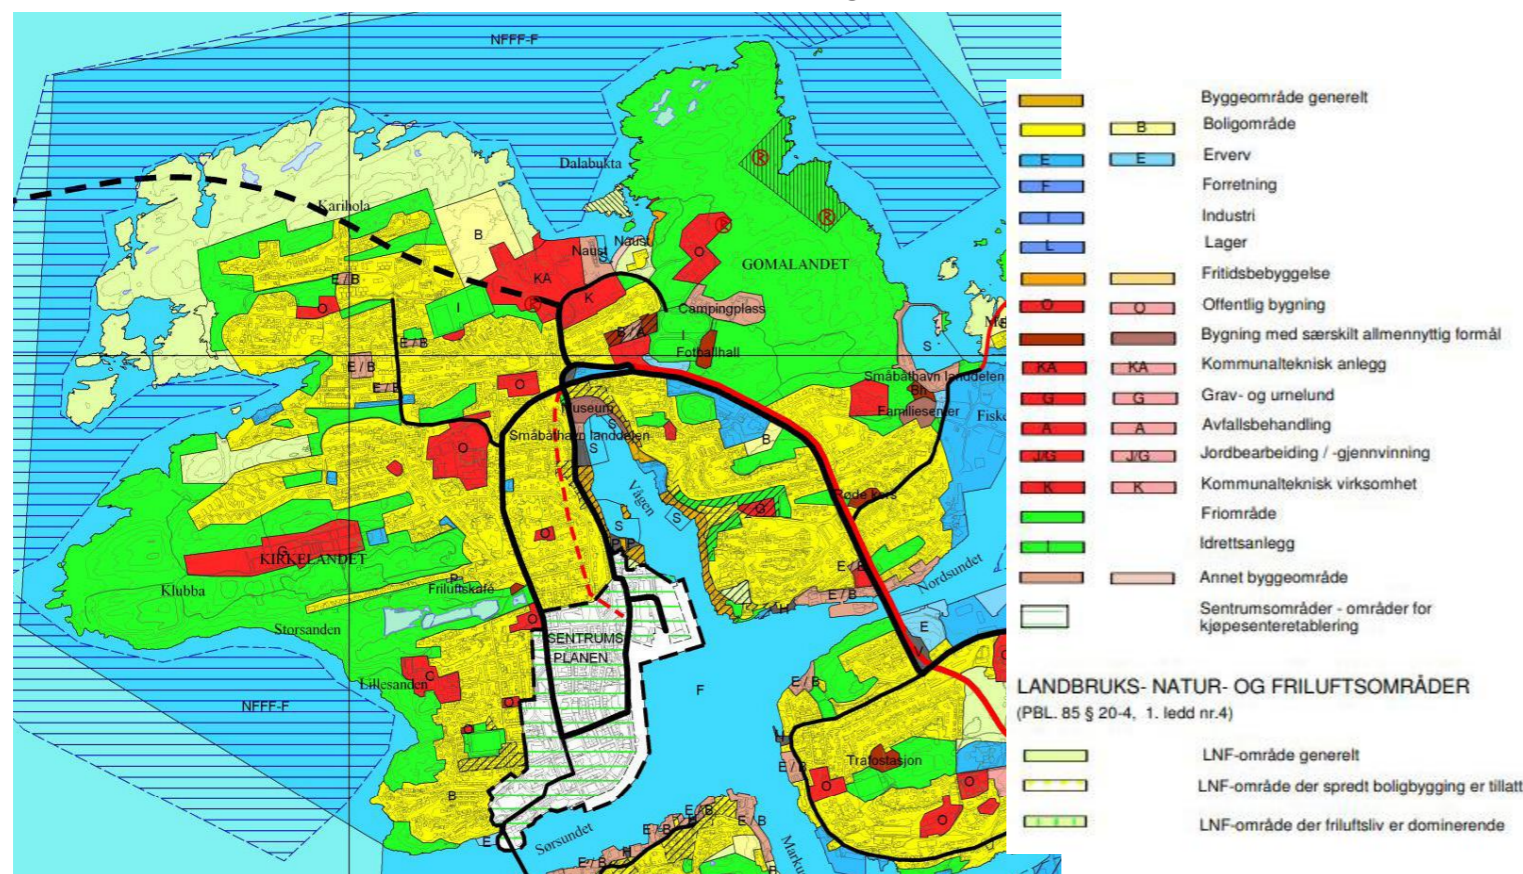 NFFF-F
Dalabukta
Karihola
B
Naust
Naust
S
KA
K
O
GOMALANDET
R
R
R
R
E / B
O
I
Campingplass
B / A
I
Fotballhall
E / B
E / B
E / B
O
S
Småbåthavn landdelen
BH
Familiesenter
Museum
Småbåthavn landdelen
S
S
B
O
Vågen
S
S
Røde kors
G
O
G
KIRKELANDET
Klubba
P
Friluftskafé
E / B
E / B
Nordsundet
H
Storsanden
O
SENTRUMS
PLANEN
E
V
Lillesanden
O
O
O
F
NFFF-F
E / B
H
E / B
Trafostasjon
O
O
O
B
E
Sørsundet
E / B
E / B
E / B
H
E / B
Byggeområde generelt
B
Boligområde
E
E
Erverv
F
Forretning
I
Industri
L
Lager
Fritidsbebyggelse
O
O
Offentlig bygning
Bygning med særskilt allmennyttig formål
KA
KA
Kommunalteknisk anlegg
G
G
Grav- og urnelund
A
A
Avfallsbehandling
J/G
J/G
Jordbearbeiding / -gjennvinning
K
K
Kommunalteknisk virksomhet
Friområde
I
Idrettsanlegg
Annet byggeområde
Sentrumsområder - områder for
kjøpesenteretablering
LANDBRUKS- NATUR- OG FRILUFTSOMRÅDER
(PBL. 85 § 20-4, 1. ledd nr.4)
LNF-område generelt
LNF-område der spredt boligbygging er tillatt
LNF-område der friluftsliv er dominerende